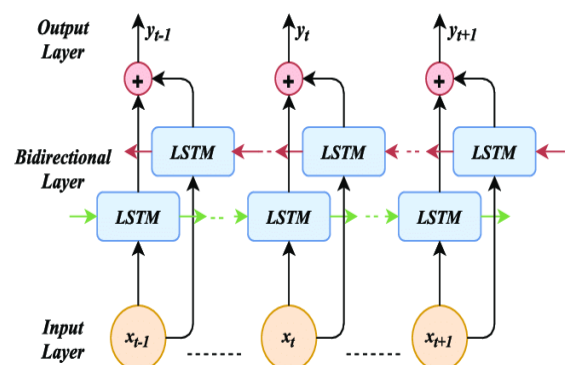 Output Layer
y_{t-1}
y_t
y_{t+1}
+
+
+
LSTM
LSTM
LSTM
Bidirectional Layer
LSTM
LSTM
LSTM
Input Layer
x_{t-1}
x_t
x_{t+1}